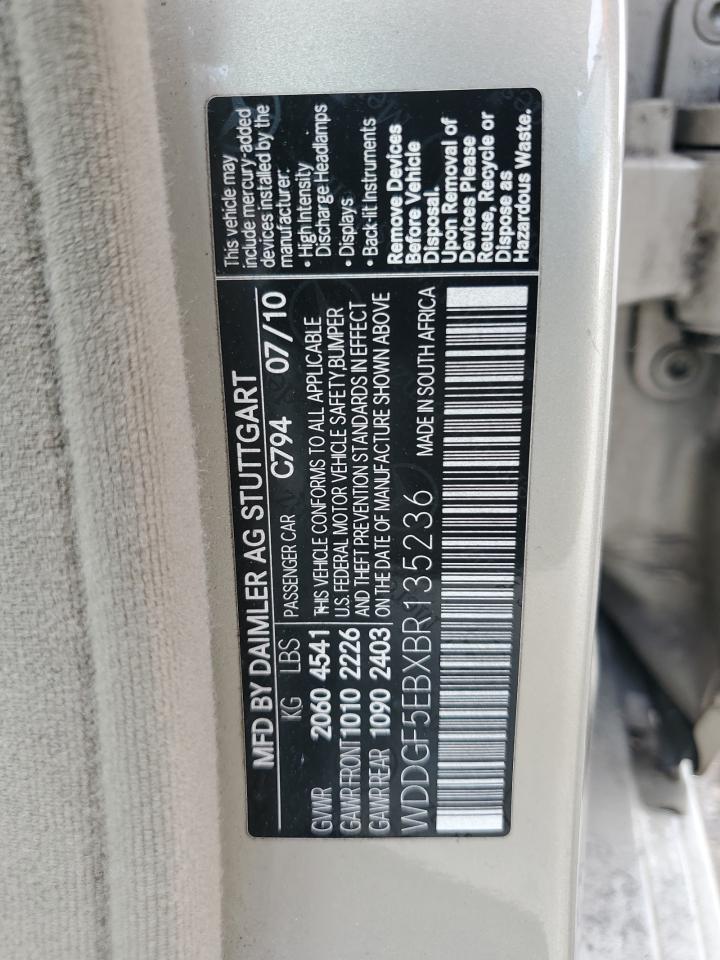 MFD BY DAIMLER AG STUTTGART
KG LBS PASSENGER CAR C794 07/10
GVWR 2060 4541 THIS VEHICLE CONFORMS TO ALL APPLICABLE
GAWR FRONT 1010 2226 U.S. FEDERAL MOTOR VEHICLE SAFETY, BUMPER
GAWR REAR 1090 2403 AND THEFT PREVENTION STANDARDS IN EFFECT
ON THE DATE OF MANUFACTURE SHOWN ABOVE
WDDGF5EBXBR135236 MADE IN SOUTH AFRICA
This vehicle may
include mercury-added
devices installed by the
manufacturer:
• High Intensity
Discharge Headlamps
• Displays
• Back-lit Instruments
Remove Devices
Before Vehicle
Disposal.
Upon Removal of
Devices Please
Reuse, Recycle or
Dispose as
Hazardous Waste.